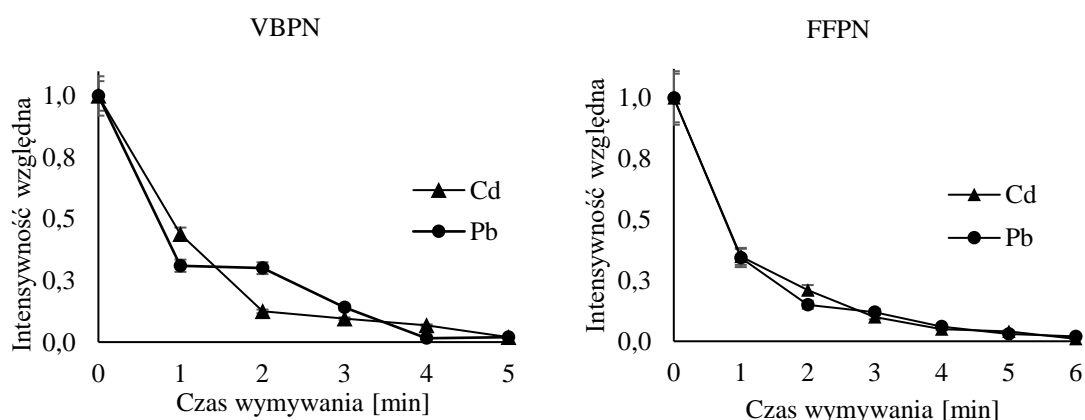 VBPN
Intensywność względna
1,0
0,8
0,5
0,3
0,0
Cd
Pb
0 1 2 3 4 5
Czas wymywania [min]
FFPN
Intensywność względna
1,0
0,8
0,5
0,3
0,0
Cd
Pb
0 1 2 3 4 5 6
Czas wymywania [min]